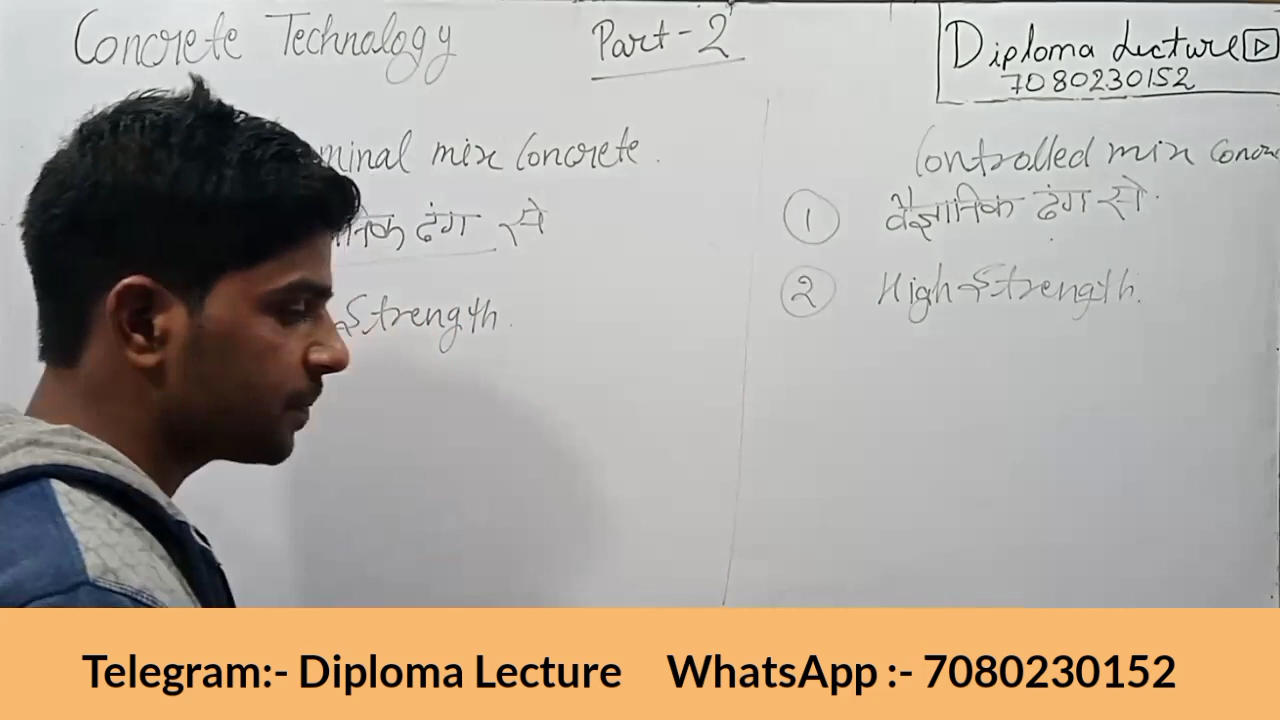 Concrete Technology Part-2
Diploma Lecture
7080230152
minal mix Concrete.
ानिक ढंग से
Strength.
Controlled mix Conc
1 वैज्ञानिक ढंग से.
2 High Strength.
Telegram:- Diploma Lecture WhatsApp :- 7080230152